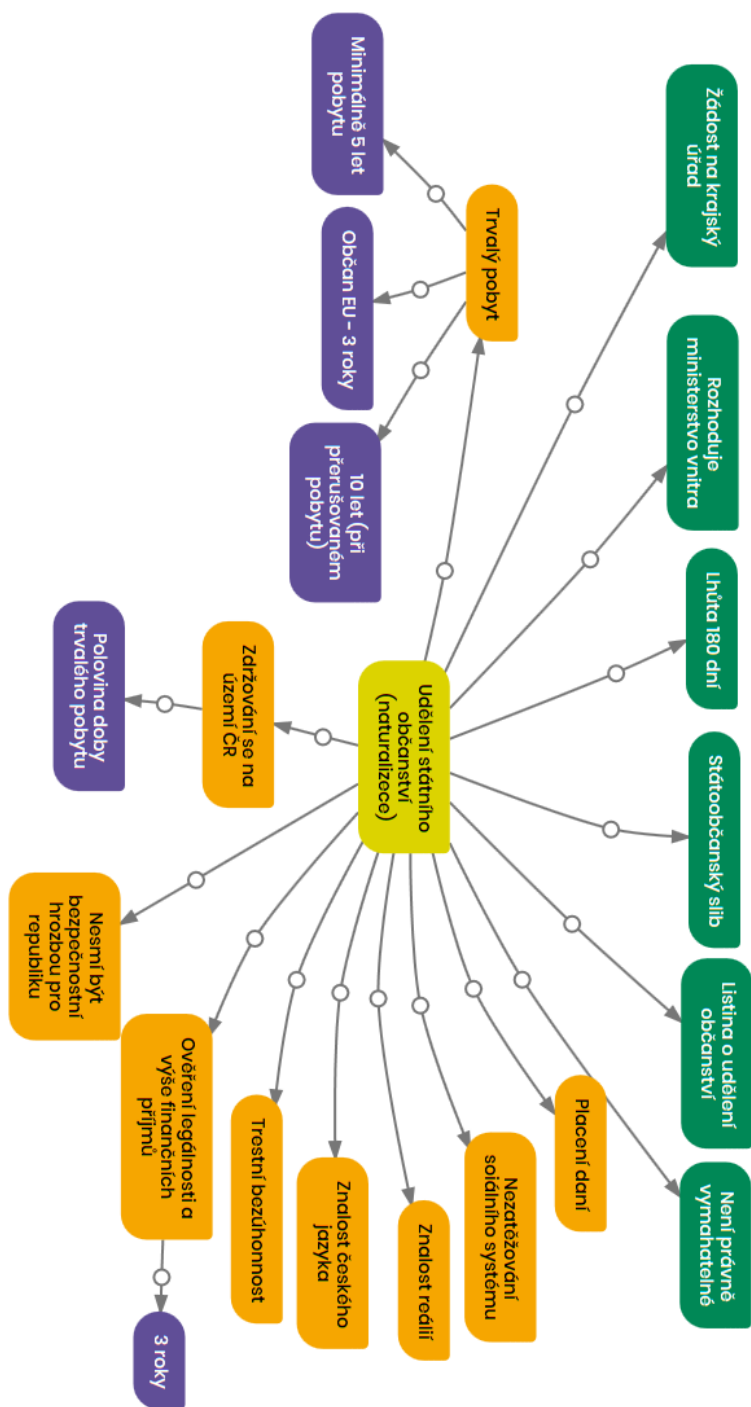 Žádost na krajský
úřad
Rozhoduje
ministerstvo vnitra
Lhůta 180 dní
Státoobčanský slib
Listina o udělení
občanství
Není právně
vymahatelné
Trvalý pobyt
Minimálně 5 let
pobytu
Občan EU – 3 roky
10 let (při
přerušovaném
pobytu)
Udělení státního
občanství
(naturalizece)
Zdržování se na
území ČR
Polovina doby
trvalého pobytu
Nesmí být
bezpečnostní
hrozbou pro
republiku
Ověření legálnosti a
výše finančních
příjmů
3 roky
Trestní bezúhonnost
Znalost českého
jazyka
Znalost reálií
Nezatěžování
soiálního systému
Placení daní